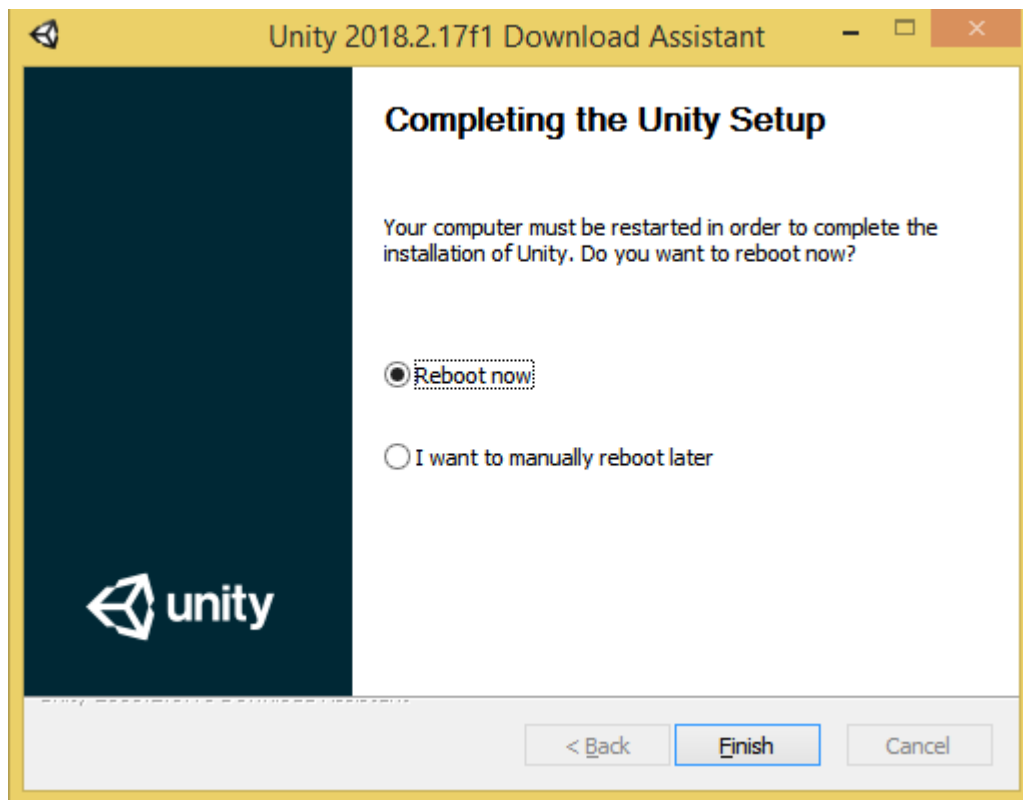 Unity 2018.2.17f1 Download Assistant
Completing the Unity Setup
Your computer must be restarted in order to complete the
installation of Unity. Do you want to reboot now?
Reboot now
I want to manually reboot later
unity
< Back
Finish
Cancel